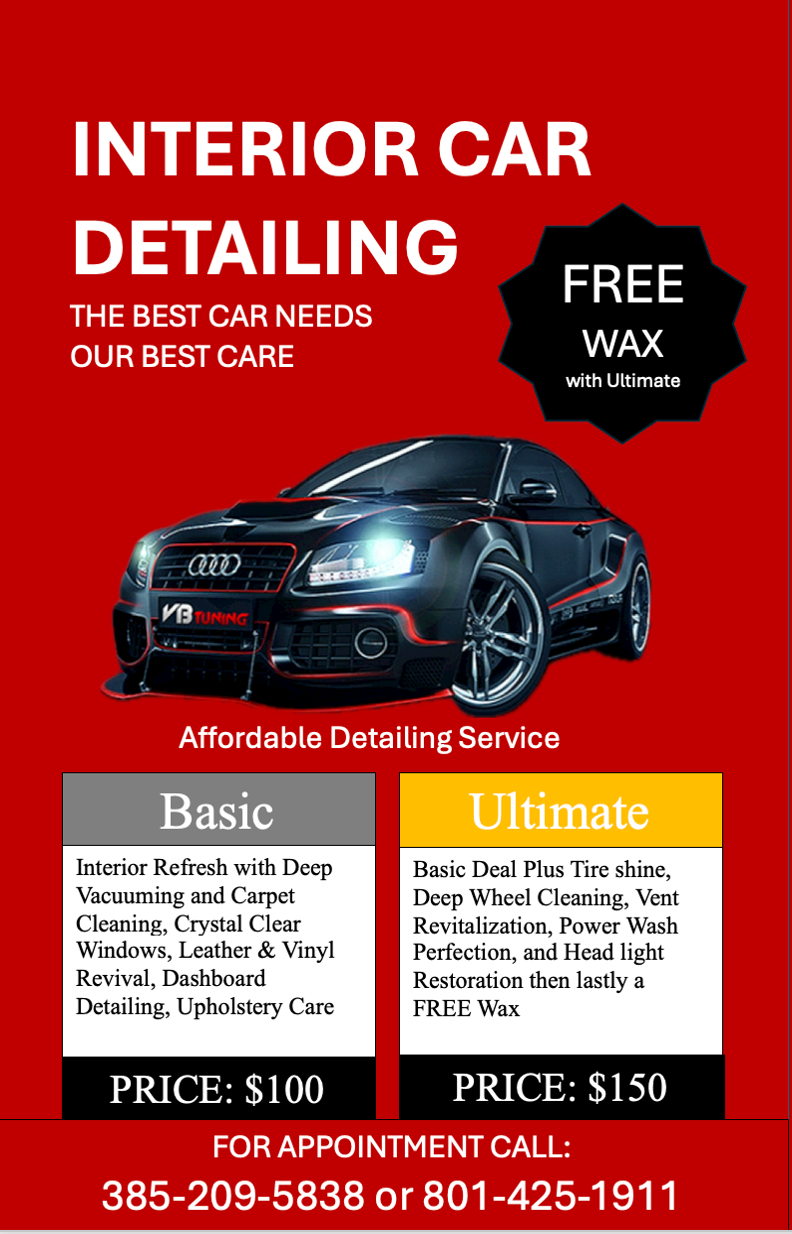 INTERIOR CAR
DETAILING
THE BEST CAR NEEDS
OUR BEST CARE
FREE
WAX
with Ultimate
VB TUNING
Affordable Detailing Service
Basic
Interior Refresh with Deep
Vacuuming and Carpet
Cleaning, Crystal Clear
Windows, Leather & Vinyl
Revival, Dashboard
Detailing, Upholstery Care
PRICE: $100
Ultimate
Basic Deal Plus Tire shine,
Deep Wheel Cleaning, Vent
Revitalization, Power Wash
Perfection, and Head light
Restoration then lastly a
FREE Wax
PRICE: $150
FOR APPOINTMENT CALL:
385-209-5838 or 801-425-1911